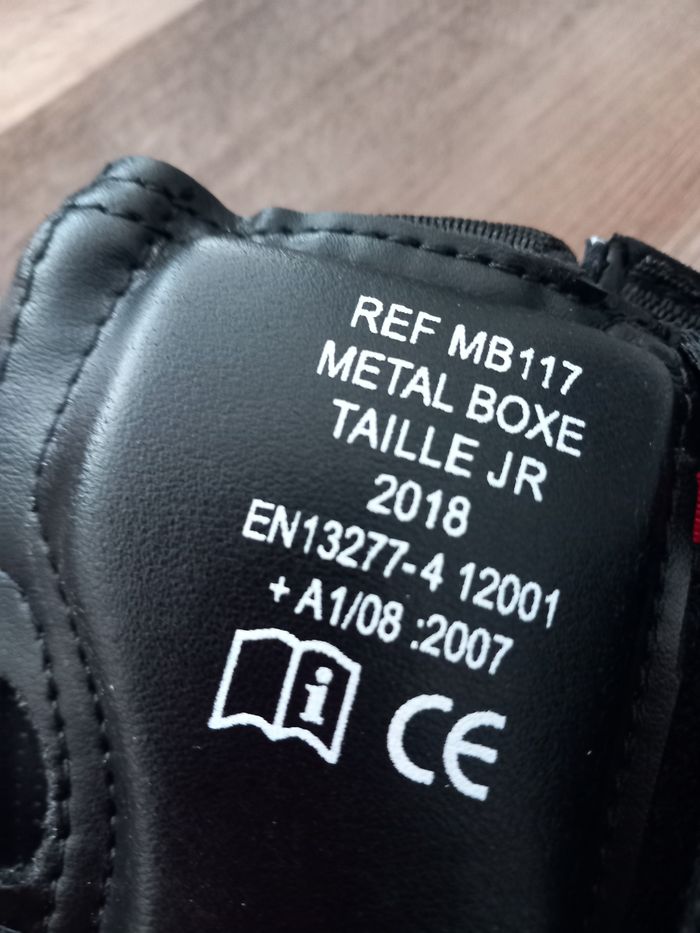 REF MB117
METAL BOXE
TAILLE JR
2018
EN13277-4 12001
+ A1/08 :2007
i
CE